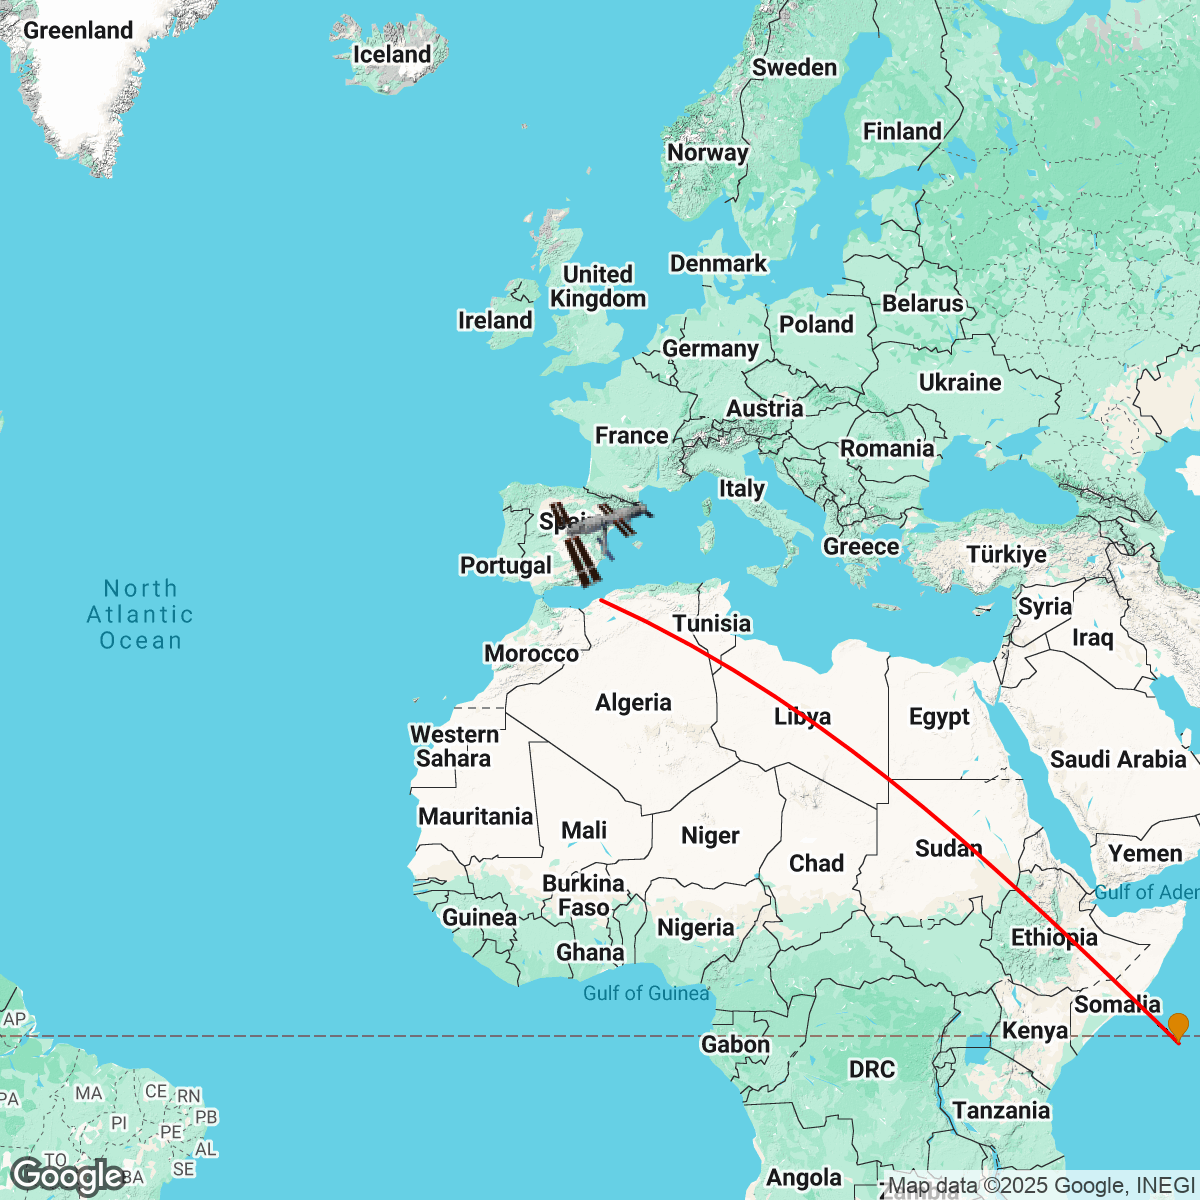 Greenland
Iceland
Sweden
Finland
Norway
Denmark
United
Kingdom
Ireland
Belarus
Poland
Germany
Ukraine
Austria
France
Romania
Italy
Spain
Greece
Türkiye
Portugal
North
Atlantic
Ocean
Syria
Tunisia
Iraq
Morocco
Algeria
Libya
Egypt
Western
Sahara
Saudi Arabia
Mauritania
Mali
Niger
Sudan
Yemen
Chad
Burkina
Faso
Gulf of Aden
Guinea
Nigeria
Ethiopia
Ghana
Gulf of Guinea
Somalia
AP
Kenya
Gabon
DRC
PA
MA
CE
RN
PB
PI
PE
Tanzania
AL
TO
SE
BA
Google
Angola
Zambia
Map data ©2025 Google, INEGI